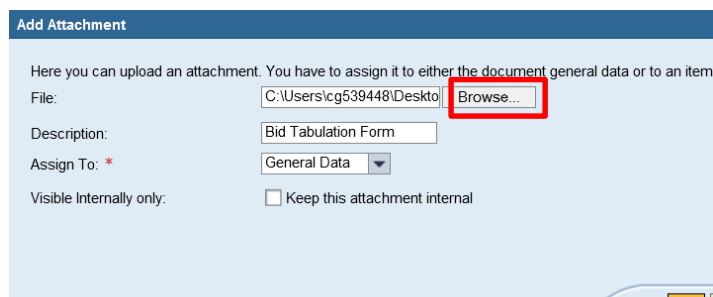 Add Attachment
Here you can upload an attachment. You have to assign it to either the document general data or to an item
File: C:\Users\cg539448\Deskto Browse...
Description: Bid Tabulation Form
Assign To: * General Data
Visible Internally only: Keep this attachment internal